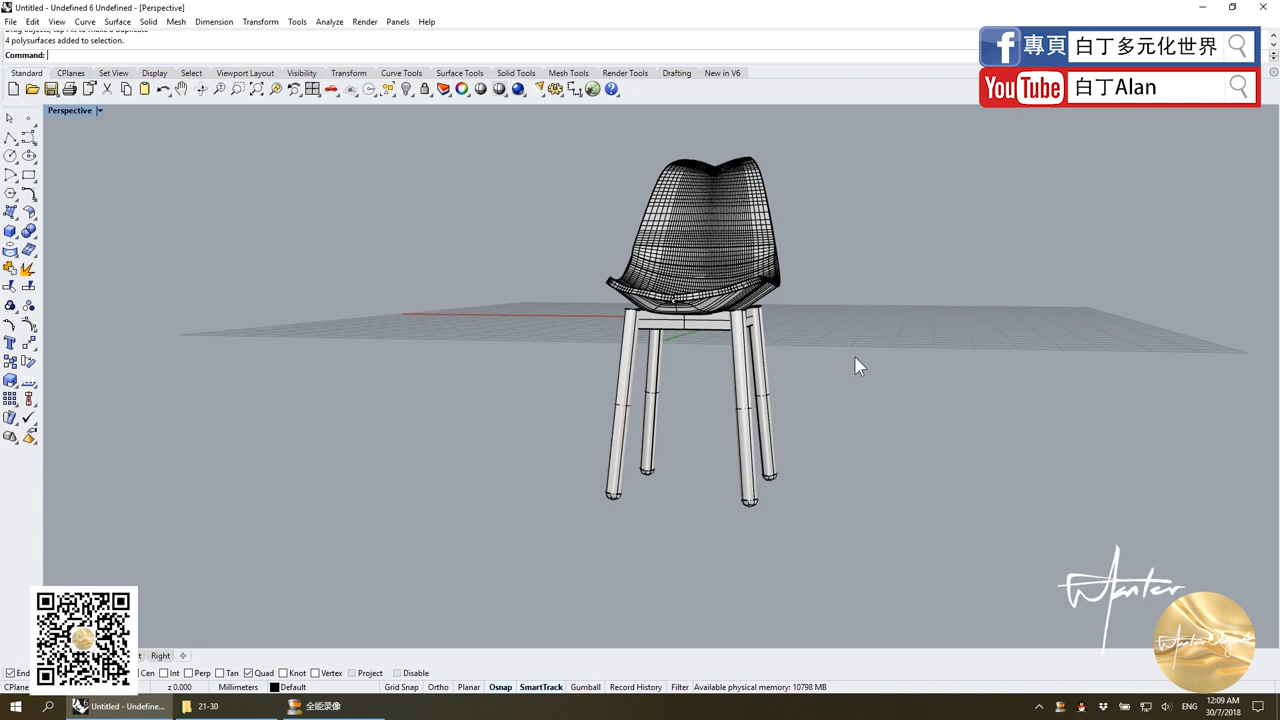 Untitled - Undefined 6 Undefined - [Perspective]
File Edit View Curve Surface Solid Mesh Dimension Transform Tools Analyze Render Panels Help
4 polysurfaces added to selection.
Command:
Standard CPlanes Set View Display Select Viewport Layout Visibility Transform Curve Tools Surface Tools Solid Tools Mesh Tools Render Tools Drafting New in V6
f 專頁 白丁多元化世界
YouTube 白丁Alan
Perspective
Right
End Cen Int Perp Tan Quad Knot Vertex Project Disable
CPlane z 0.000 Millimeters Default Grid Snap Ortho Planar Osnap SmartTrack Gumball Record History Filter Available physical memory: 10798 MB
Untitled - Undefine... 21-30 全能录像
ENG
12:09 AM
30/7/2018